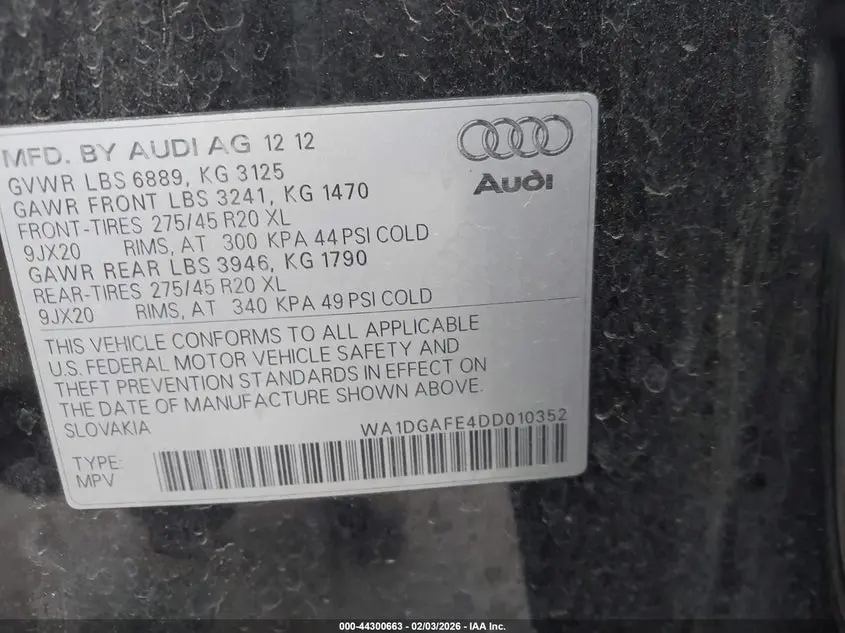 MFD. BY AUDI AG 12 12
Audi
GVWR LBS 6889, KG 3125
GAWR FRONT LBS 3241, KG 1470
FRONT-TIRES 275/45 R20 XL
9JX20 RIMS, AT 300 KPA 44 PSI COLD
GAWR REAR LBS 3946, KG 1790
REAR-TIRES 275/45 R20 XL
9JX20 RIMS, AT 340 KPA 49 PSI COLD
THIS VEHICLE CONFORMS TO ALL APPLICABLE
U.S. FEDERAL MOTOR VEHICLE SAFETY AND
THEFT PREVENTION STANDARDS IN EFFECT ON
THE DATE OF MANUFACTURE SHOWN ABOVE.
SLOVAKIA WA1DGAFE4DD010352
TYPE:
MPV
000-44300663 - 02/03/2026 - IAA Inc.